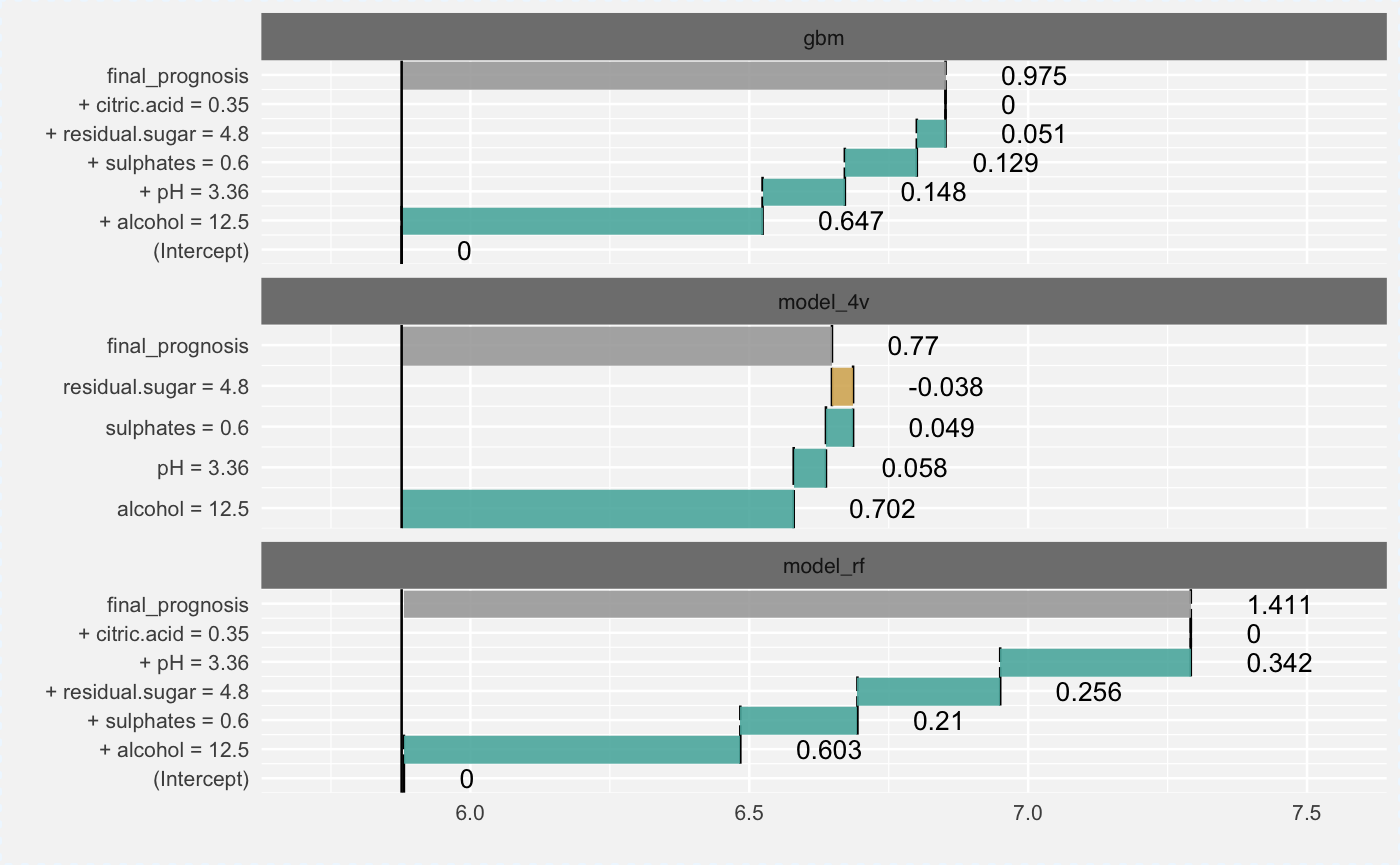 gbm
final_prognosis 0.975
+ citric.acid = 0.35 0
+ residual.sugar = 4.8 0.051
+ sulphates = 0.6 0.129
+ pH = 3.36 0.148
+ alcohol = 12.5 0.647
(Intercept) 0
model_4v
final_prognosis 0.77
residual.sugar = 4.8 -0.038
sulphates = 0.6 0.049
pH = 3.36 0.058
alcohol = 12.5 0.702
model_rf
final_prognosis 1.411
+ citric.acid = 0.35 0
+ pH = 3.36 0.342
+ residual.sugar = 4.8 0.256
+ sulphates = 0.6 0.21
+ alcohol = 12.5 0.603
(Intercept) 0
6.0 6.5 7.0 7.5